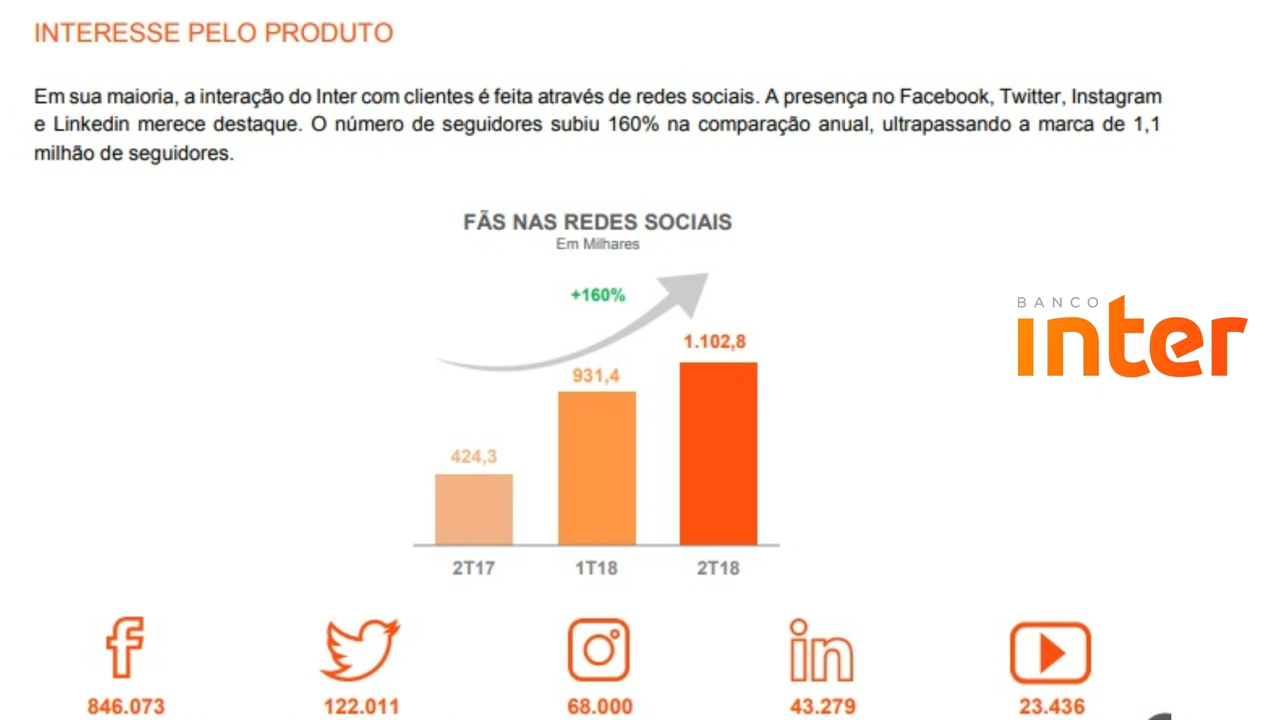 INTERESSE PELO PRODUTO
Em sua maioria, a interação do Inter com clientes é feita através de redes sociais. A presença no Facebook, Twitter, Instagram
e Linkedin merece destaque. O número de seguidores subiu 160% na comparação anual, ultrapassando a marca de 1,1
milhão de seguidores.
FÃS NAS REDES SOCIAIS
Em Milhares
+160%
424,3
931,4
1.102,8
2T17 1T18 2T18
BANCO
inter
f
in
846.073 122.011 68.000 43.279 23.436